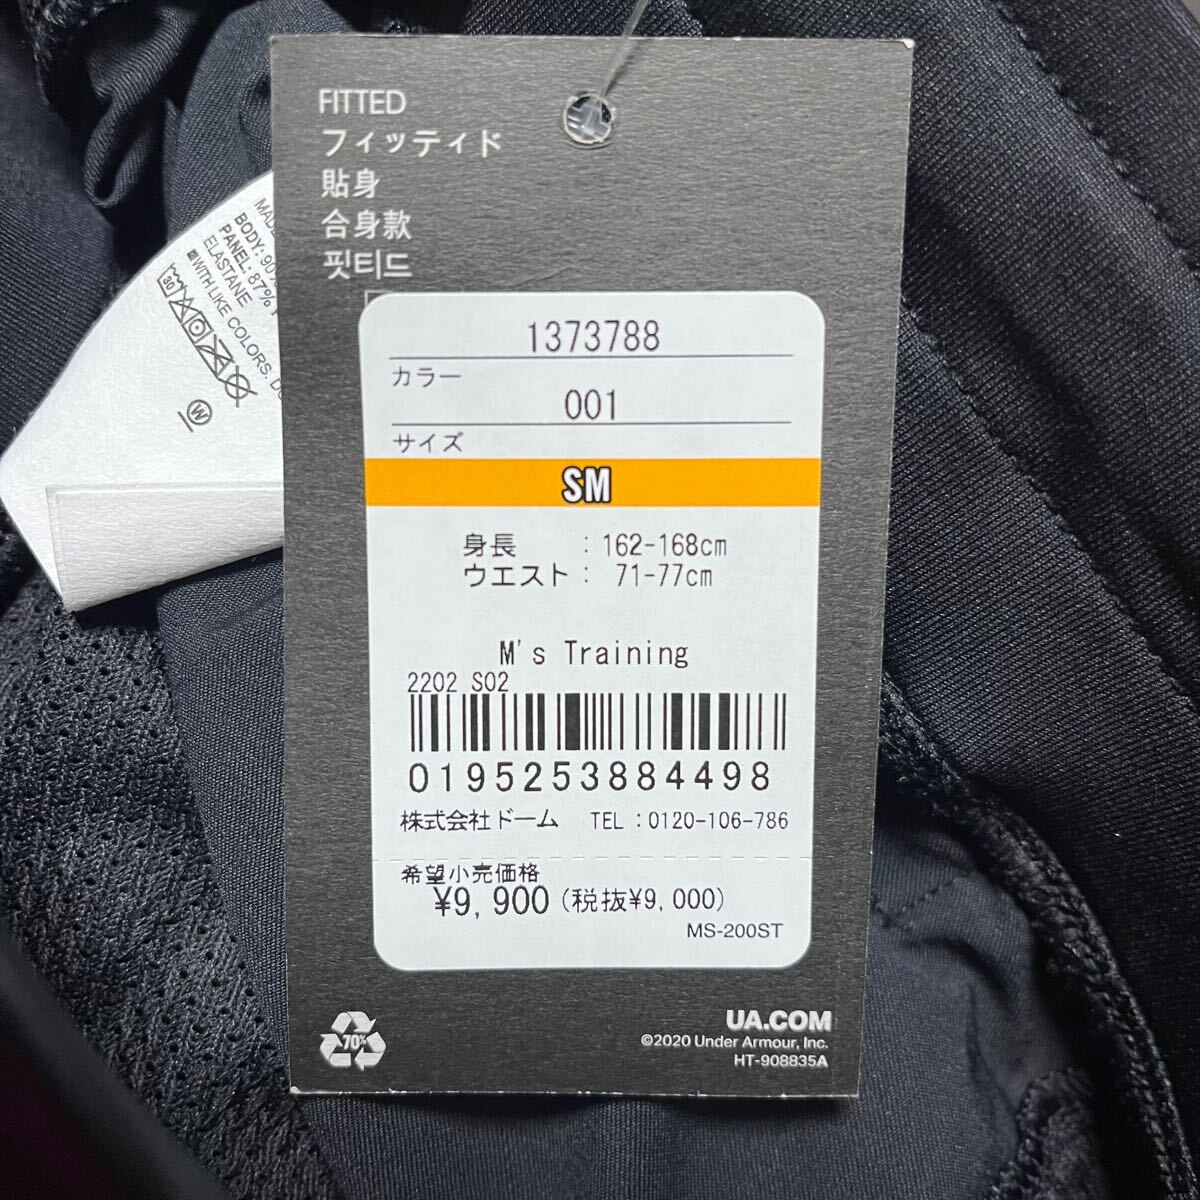 FITTED
フィッティド
貼身
合身款
핏티드
1373788
カラー
001
サイズ
SM
身長 : 162-168cm
ウエスト : 71-77cm
M's Training
2202 S02
0195253884498
株式会社ドーム TEL : 0120-106-786
希望小売価格
¥9,900 (税抜¥9,000)
MS-200ST
70%
UA.COM
©2020 Under Armour, Inc.
HT-908835A
BODY: 90%
PANEL: 87%
ELASTANE
WITH LIKE COLORS.
30
W